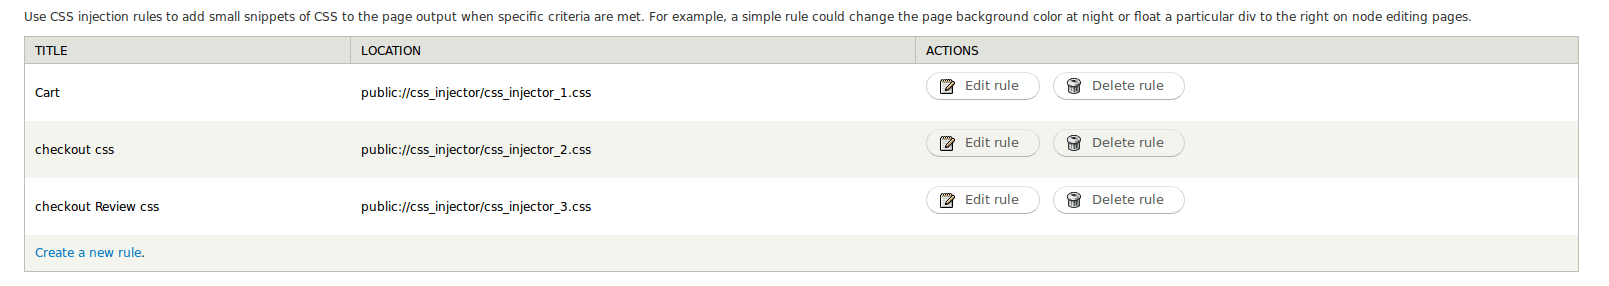 Use CSS injection rules to add small snippets of CSS to the page output when specific criteria are met. For example, a simple rule could change the page background color at night or float a particular div to the right on node editing pages.
TITLE LOCATION ACTIONS
Cart public://css_injector/css_injector_1.css Edit rule Delete rule
checkout css public://css_injector/css_injector_2.css Edit rule Delete rule
checkout Review css public://css_injector/css_injector_3.css Edit rule Delete rule
Create a new rule.